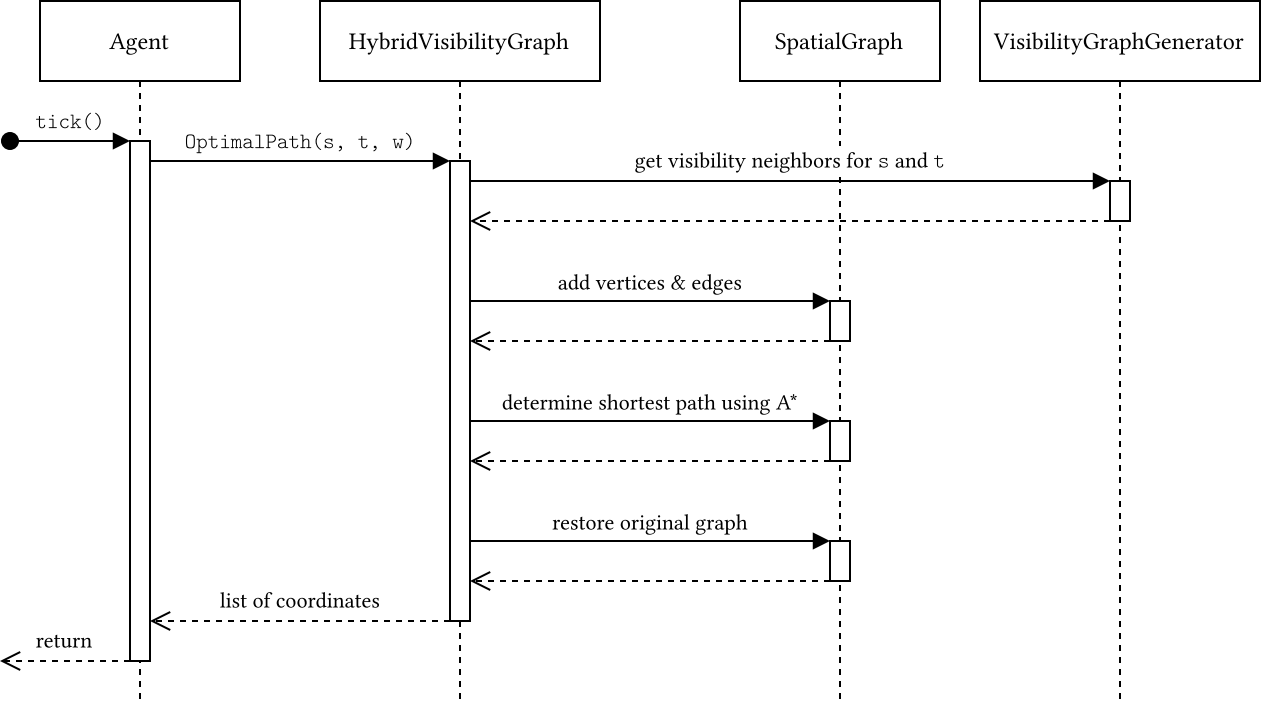 Agent
HybridVisibilityGraph
SpatialGraph
VisibilityGraphGenerator
tick()
OptimalPath(s, t, w)
get visibility neighbors for s and t
add vertices & edges
determine shortest path using A*
restore original graph
list of coordinates
return